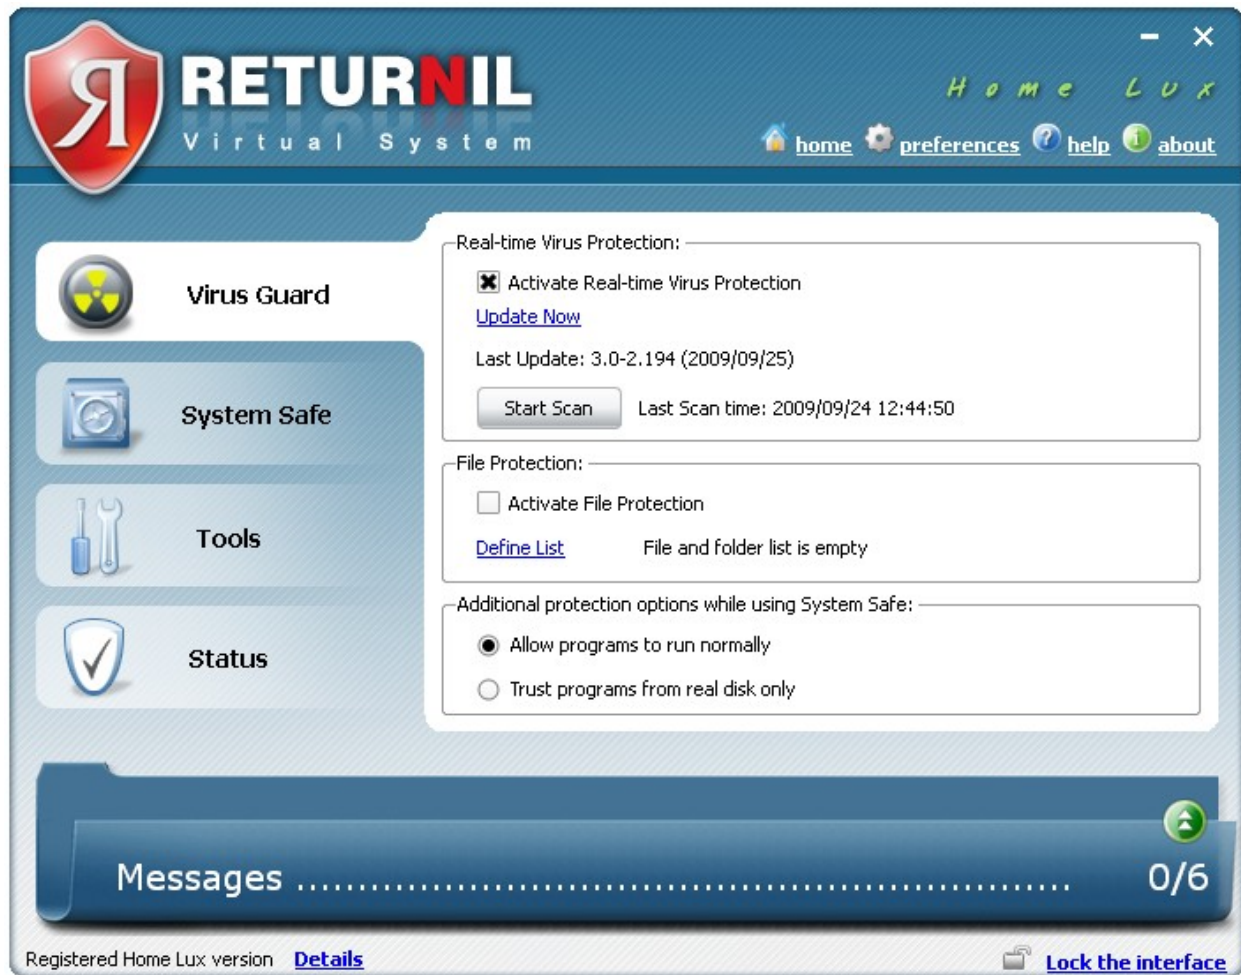 RETURNIL
Virtual System
Home Lux
home preferences help about
Virus Guard
System Safe
Tools
Status
Real-time Virus Protection:
Activate Real-time Virus Protection
Update Now
Last Update: 3.0-2.194 (2009/09/25)
Start Scan Last Scan time: 2009/09/24 12:44:50
File Protection:
Activate File Protection
Define List File and folder list is empty
Additional protection options while using System Safe:
Allow programs to run normally
Trust programs from real disk only
Messages .................................................................. 0/6
Registered Home Lux version Details Lock the interface